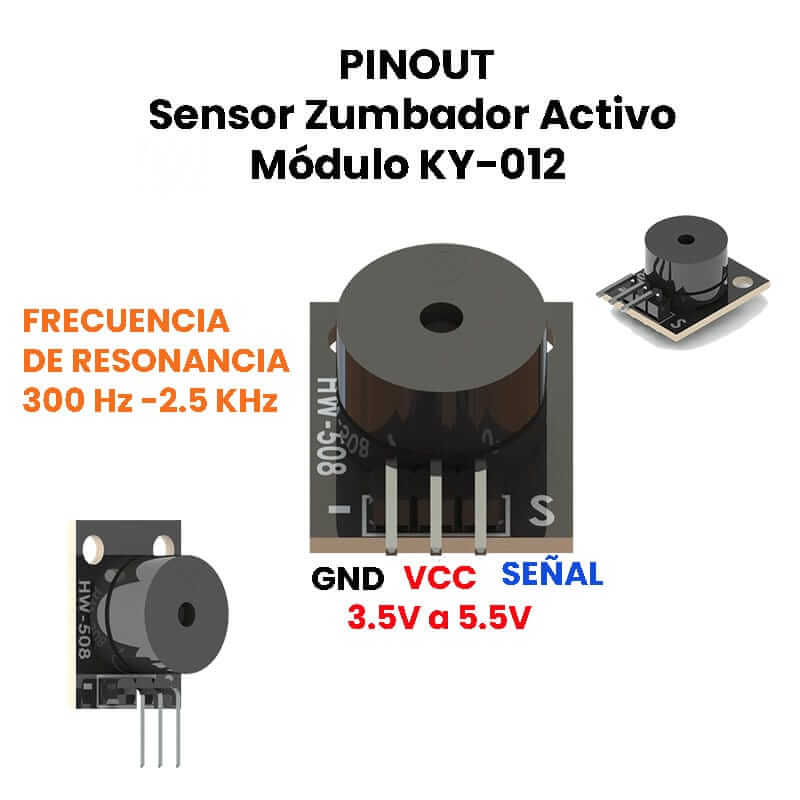 PINOUT
Sensor Zumbador Activo
Módulo KY-012
FRECUENCIA
DE RESONANCIA
300 Hz -2.5 KHz
S
HW-508
- S
GND VCC SEÑAL
3.5V a 5.5V
HW-508